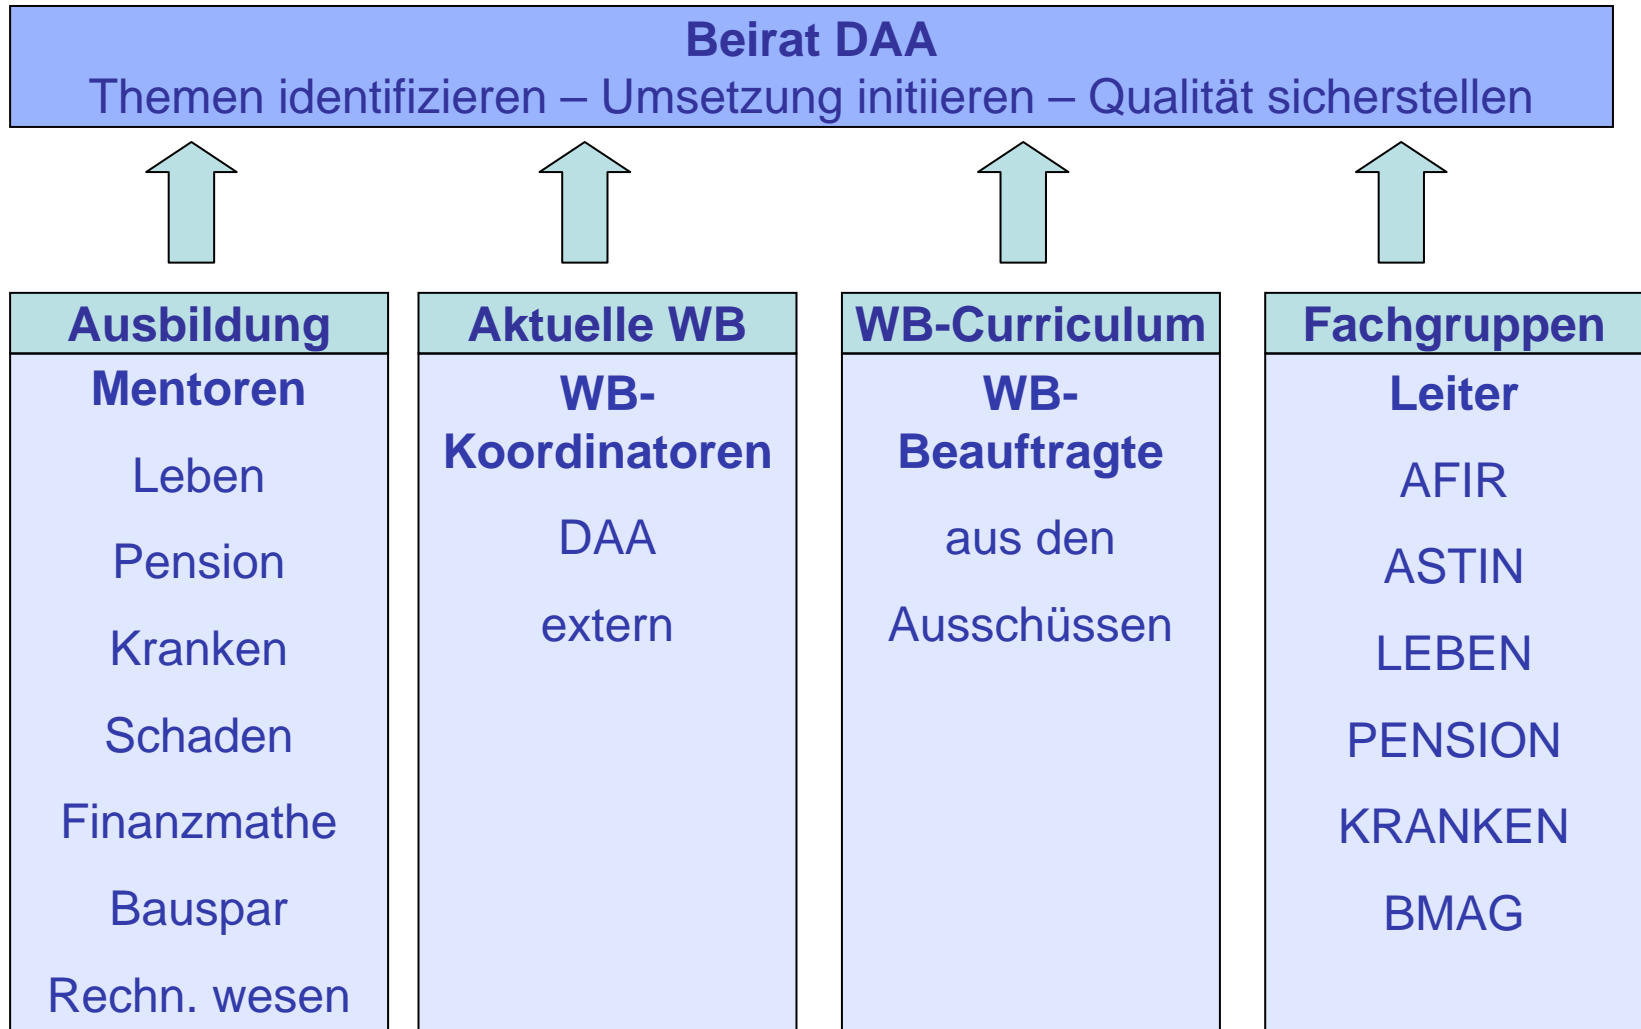 Beirat DAA
Themen identifizieren – Umsetzung initiieren – Qualität sicherstellen
Ausbildung
Mentoren
Leben
Pension
Kranken
Schaden
Finanzmathe
Bauspar
Rechn. wesen
Aktuelle WB
WB-
Koordinatoren
DAA
extern
WB-Curriculum
WB-
Beauftragte
aus den
Ausschüssen
Fachgruppen
Leiter
AFIR
ASTIN
LEBEN
PENSION
KRANKEN
BMAG